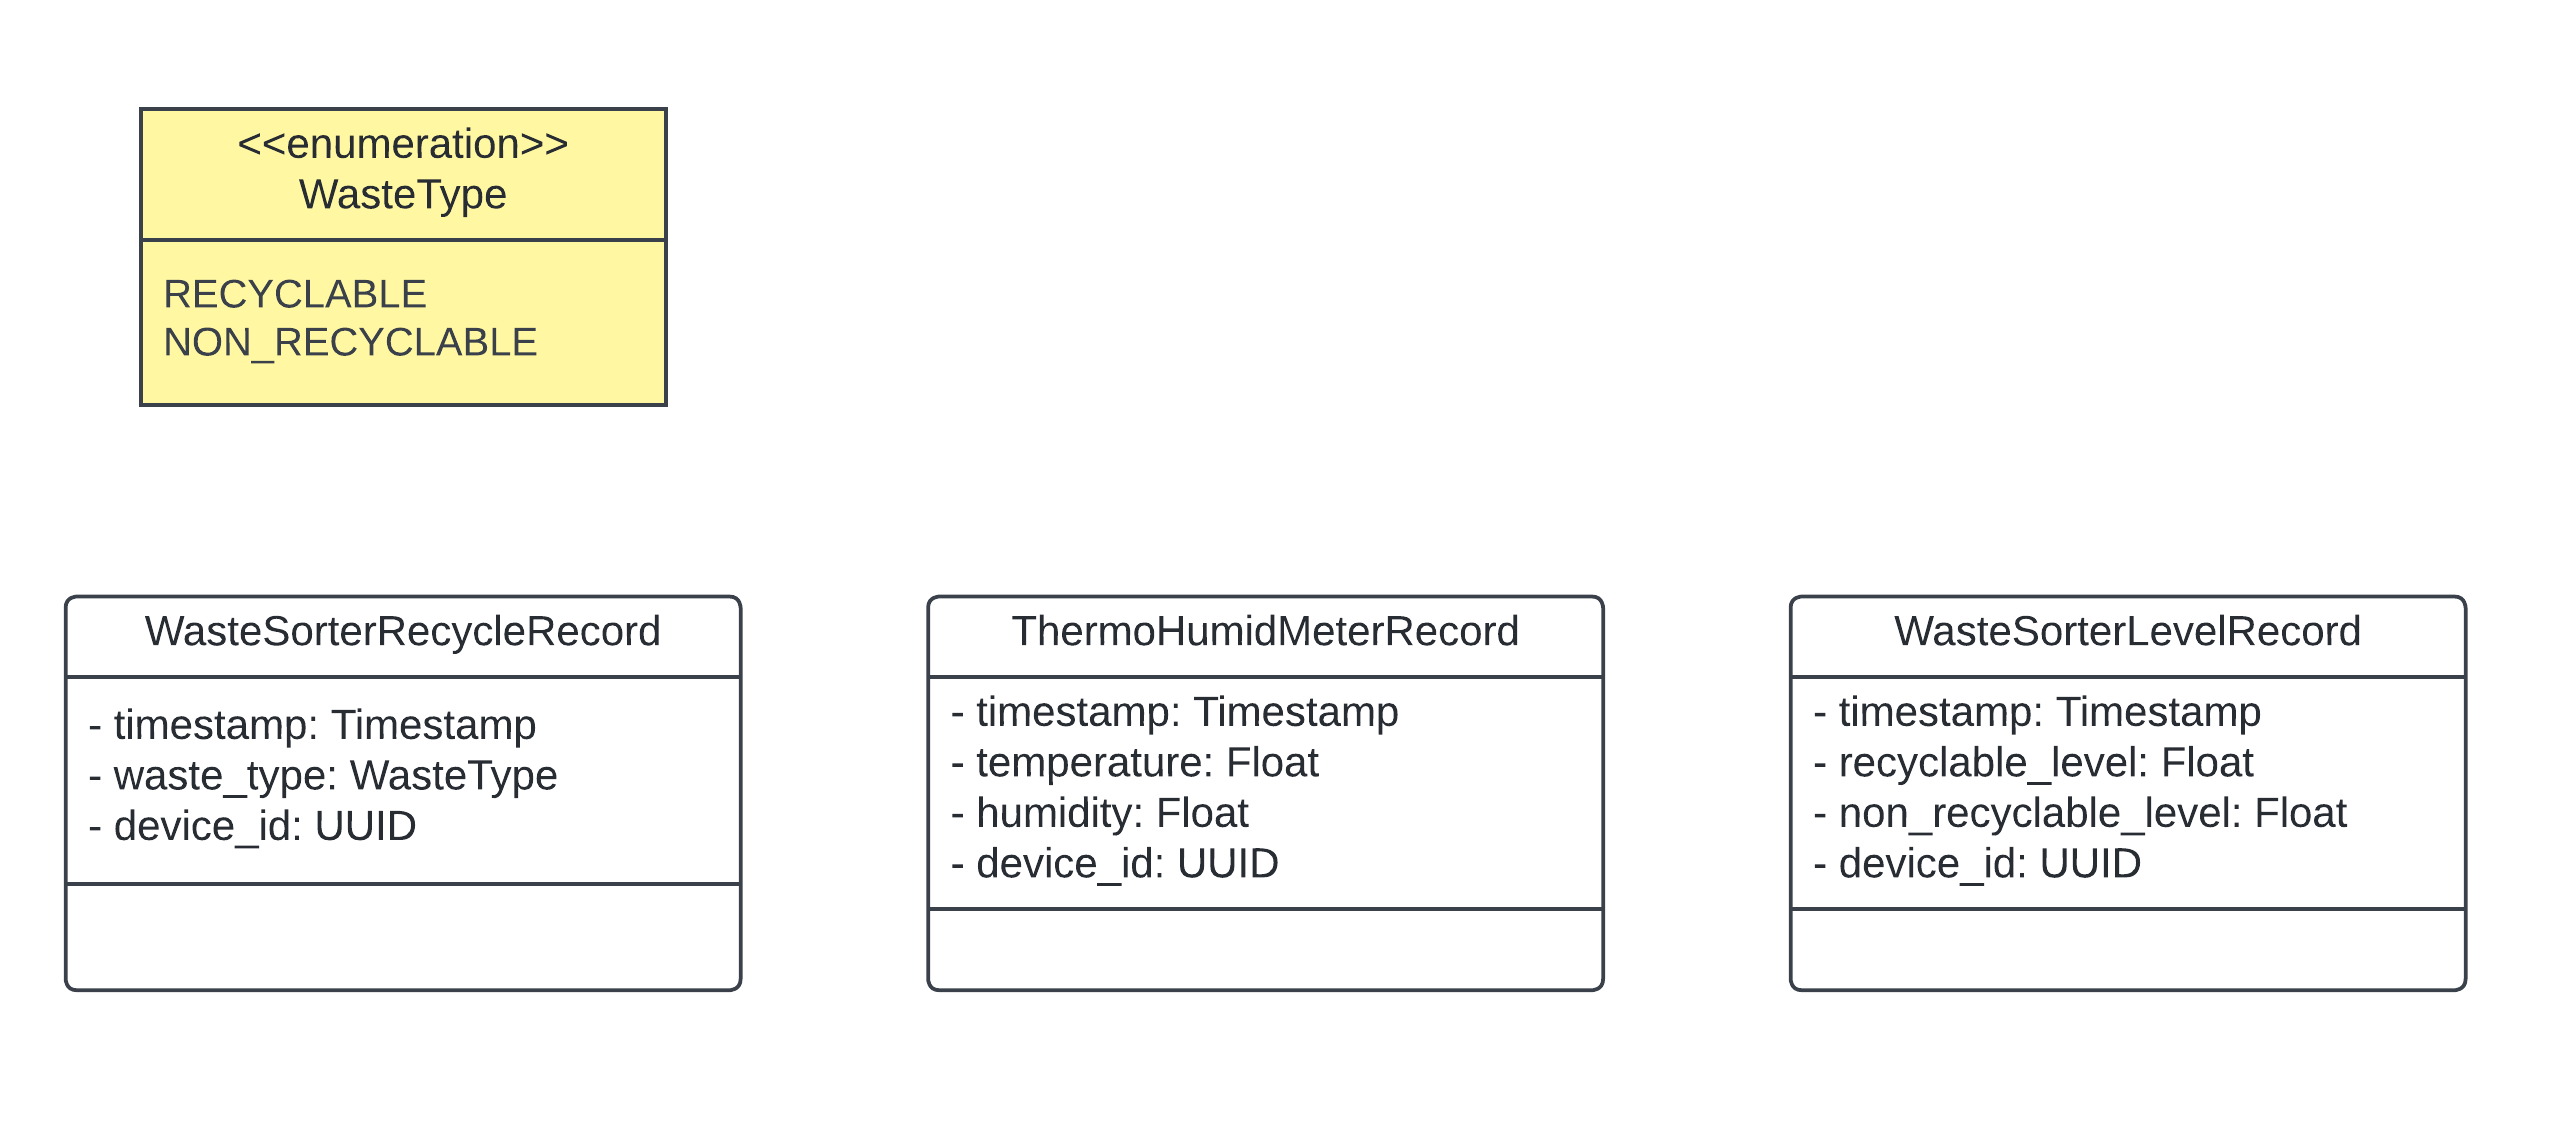 <<enumeration>>
WasteType
RECYCLABLE
NON_RECYCLABLE
WasteSorterRecycleRecord
- timestamp: Timestamp
- waste_type: WasteType
- device_id: UUID
ThermoHumidMeterRecord
- timestamp: Timestamp
- temperature: Float
- humidity: Float
- device_id: UUID
WasteSorterLevelRecord
- timestamp: Timestamp
- recyclable_level: Float
- non_recyclable_level: Float
- device_id: UUID